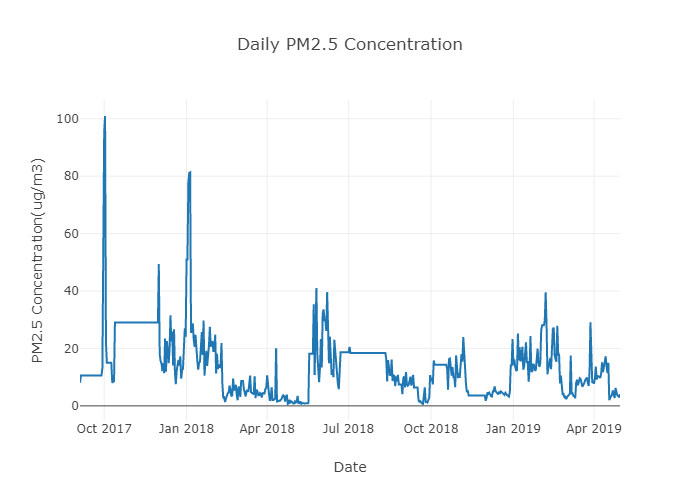 Daily PM2.5 Concentration
PM2.5 Concentration(ug/m3)
100
80
60
40
20
0
Oct 2017
Jan 2018
Apr 2018
Jul 2018
Oct 2018
Jan 2019
Apr 2019
Date